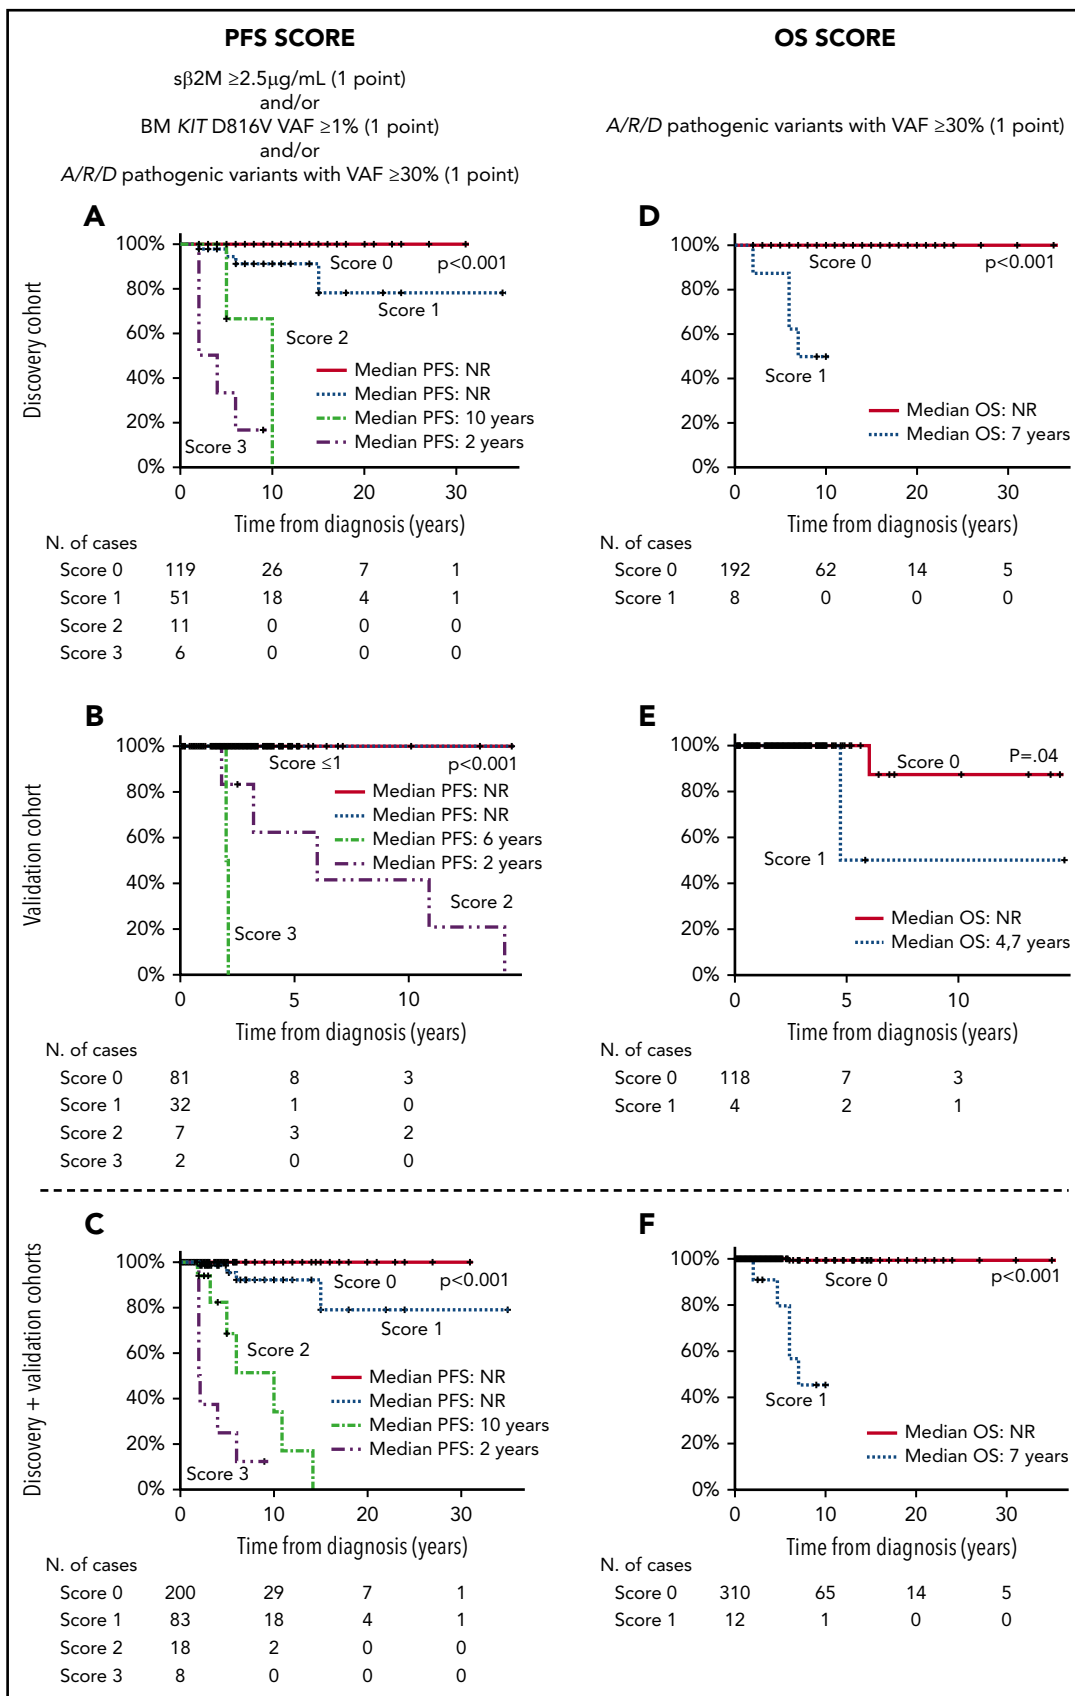 PFS SCORE
sβ2M ≥2.5μg/mL (1 point)
and/or
BM KIT D816V VAF ≥1% (1 point)
and/or
A/R/D pathogenic variants with VAF ≥30% (1 point)
OS SCORE
A/R/D pathogenic variants with VAF ≥30% (1 point)
Discovery cohort
A
100%
80%
60%
40%
20%
0%
Score 0
p<0.001
Score 1
Score 2
Score 3
Median PFS: NR
Median PFS: NR
Median PFS: 10 years
Median PFS: 2 years
0 10 20 30
Time from diagnosis (years)
N. of cases
Score 0 119 26 7 1
Score 1 51 18 4 1
Score 2 11 0 0 0
Score 3 6 0 0 0
D
100%
80%
60%
40%
20%
0%
Score 0
p<0.001
Score 1
Median OS: NR
Median OS: 7 years
0 10 20 30
Time from diagnosis (years)
N. of cases
Score 0 192 62 14 5
Score 1 8 0 0 0
Validation cohort
B
100%
80%
60%
40%
20%
0%
Score ≤1
p<0.001
Median PFS: NR
Median PFS: NR
Median PFS: 6 years
Median PFS: 2 years
Score 2
Score 3
0 5 10
Time from diagnosis (years)
N. of cases
Score 0 81 8 3
Score 1 32 1 0
Score 2 7 3 2
Score 3 2 0 0
E
100%
80%
60%
40%
20%
0%
Score 0
P=.04
Score 1
Median OS: NR
Median OS: 4,7 years
0 5 10
Time from diagnosis (years)
N. of cases
Score 0 118 7 3
Score 1 4 2 1
Discovery + validation cohorts
C
100%
80%
60%
40%
20%
0%
Score 0
p<0.001
Score 1
Score 2
Score 3
Median PFS: NR
Median PFS: NR
Median PFS: 10 years
Median PFS: 2 years
0 10 20 30
Time from diagnosis (years)
N. of cases
Score 0 200 29 7 1
Score 1 83 18 4 1
Score 2 18 2 0 0
Score 3 8 0 0 0
F
100%
80%
60%
40%
20%
0%
Score 0
p<0.001
Score 1
Median OS: NR
Median OS: 7 years
0 10 20 30
Time from diagnosis (years)
N. of cases
Score 0 310 65 14 5
Score 1 12 1 0 0